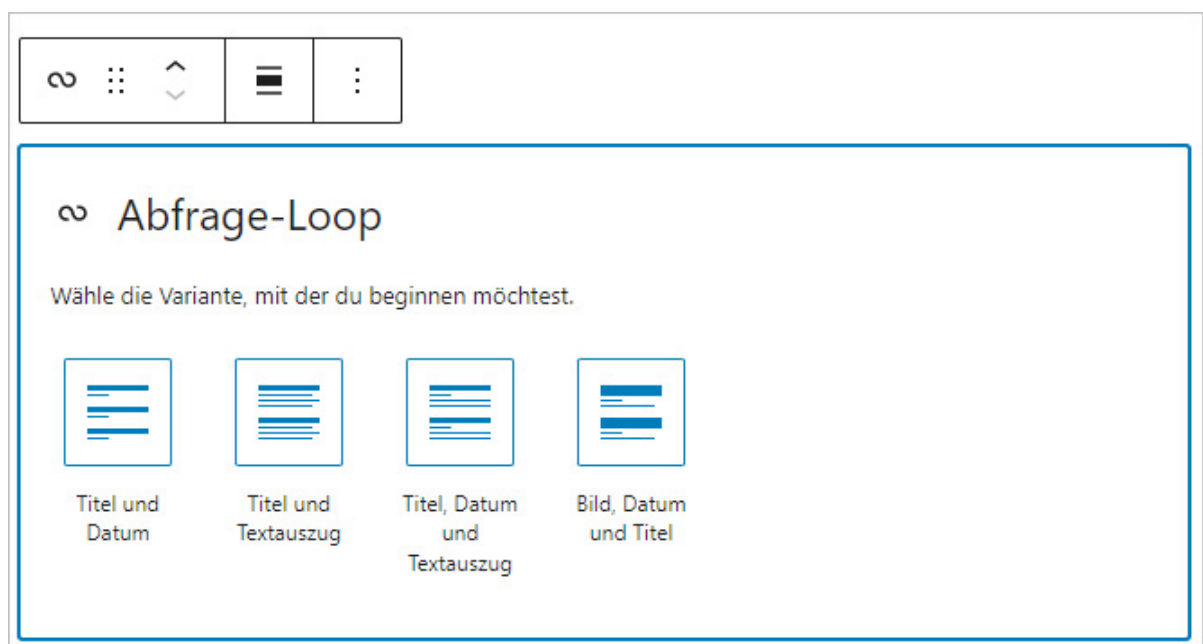 Abfrage-Loop
Wähle die Variante, mit der du beginnen möchtest.
Titel und
Datum
Titel und
Textauszug
Titel, Datum
und
Textauszug
Bild, Datum
und Titel